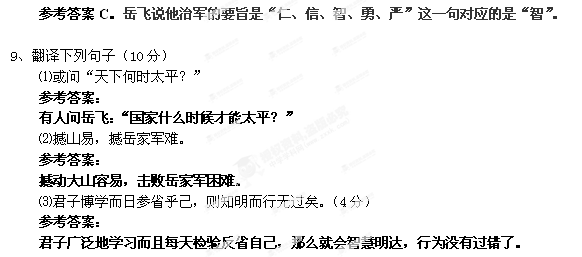 参考答案 C。岳飞说他治军的要旨是“仁、信、智、勇、严”这一句对应的是“智”。
9、翻译下列句子（10 分）
⑴或问“天下何时太平？”
参考答案：
有人问岳飞：“国家什么时候才能太平？”
⑵撼山易，撼岳家军难。
参考答案：
撼动大山容易，击败岳家军困难。
⑶君子博学而日参省乎己，则知明而行无过矣。（4 分）
参考答案：
君子广泛地学习而且每天检验反省自己，那么就会智慧明达，行为没有过错了。